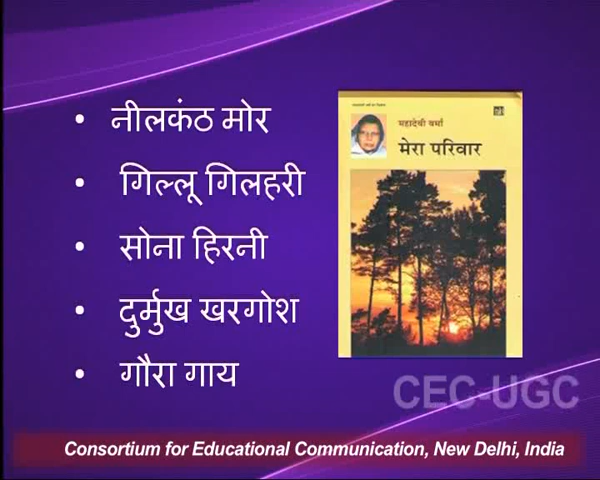 • नीलकंठ मोर
• गिल्लू गिलहरी
• सोना हिरनी
• दुर्मुख खरगोश
• गौरा गाय
महादेवी वर्मा
मेरा परिवार
CEC-UGC
Consortium for Educational Communication, New Delhi, India